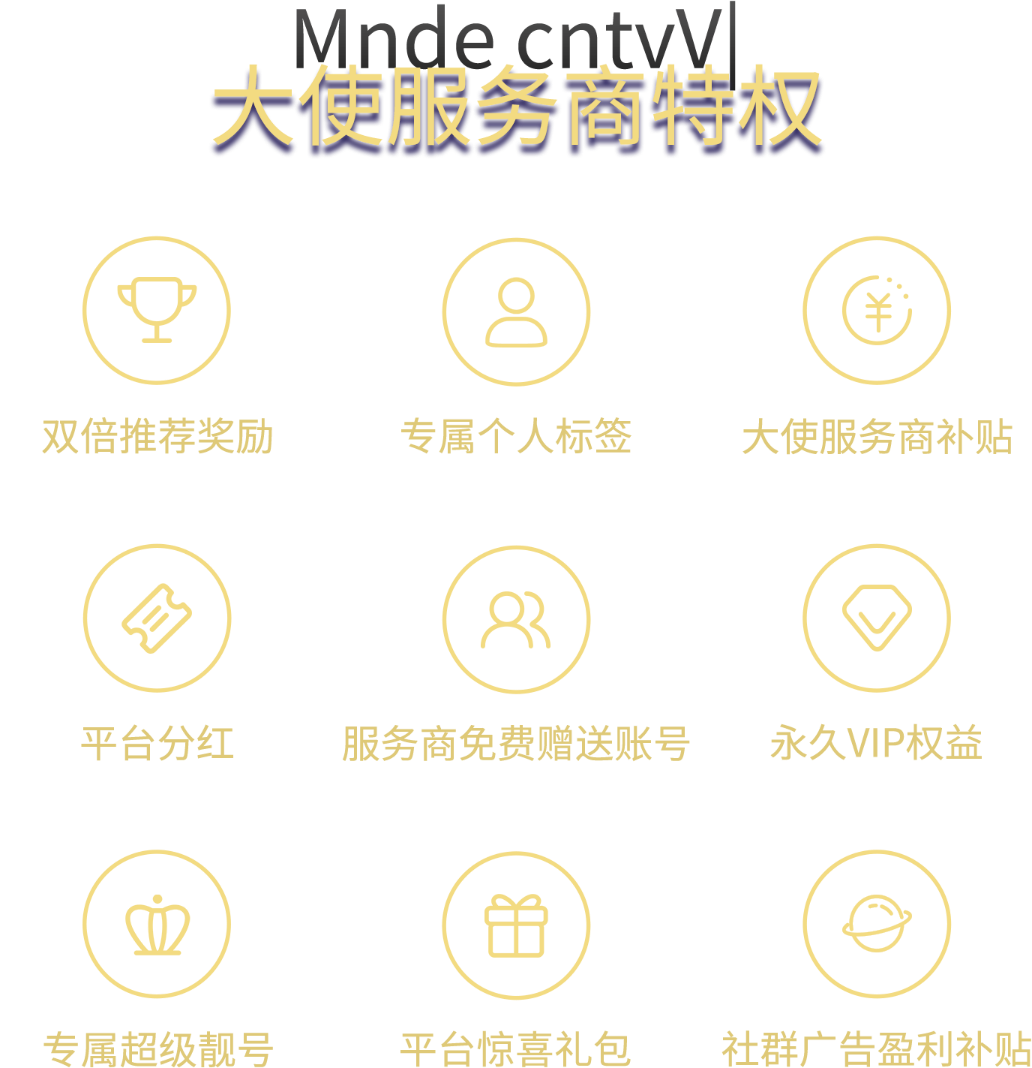 Mnde cntvV|
大使服务商特权
双倍推荐奖励 专属个人标签 大使服务商补贴
平台分红 服务商免费赠送账号 永久VIP权益
专属超级靓号 平台惊喜礼包 社群广告盈利补贴